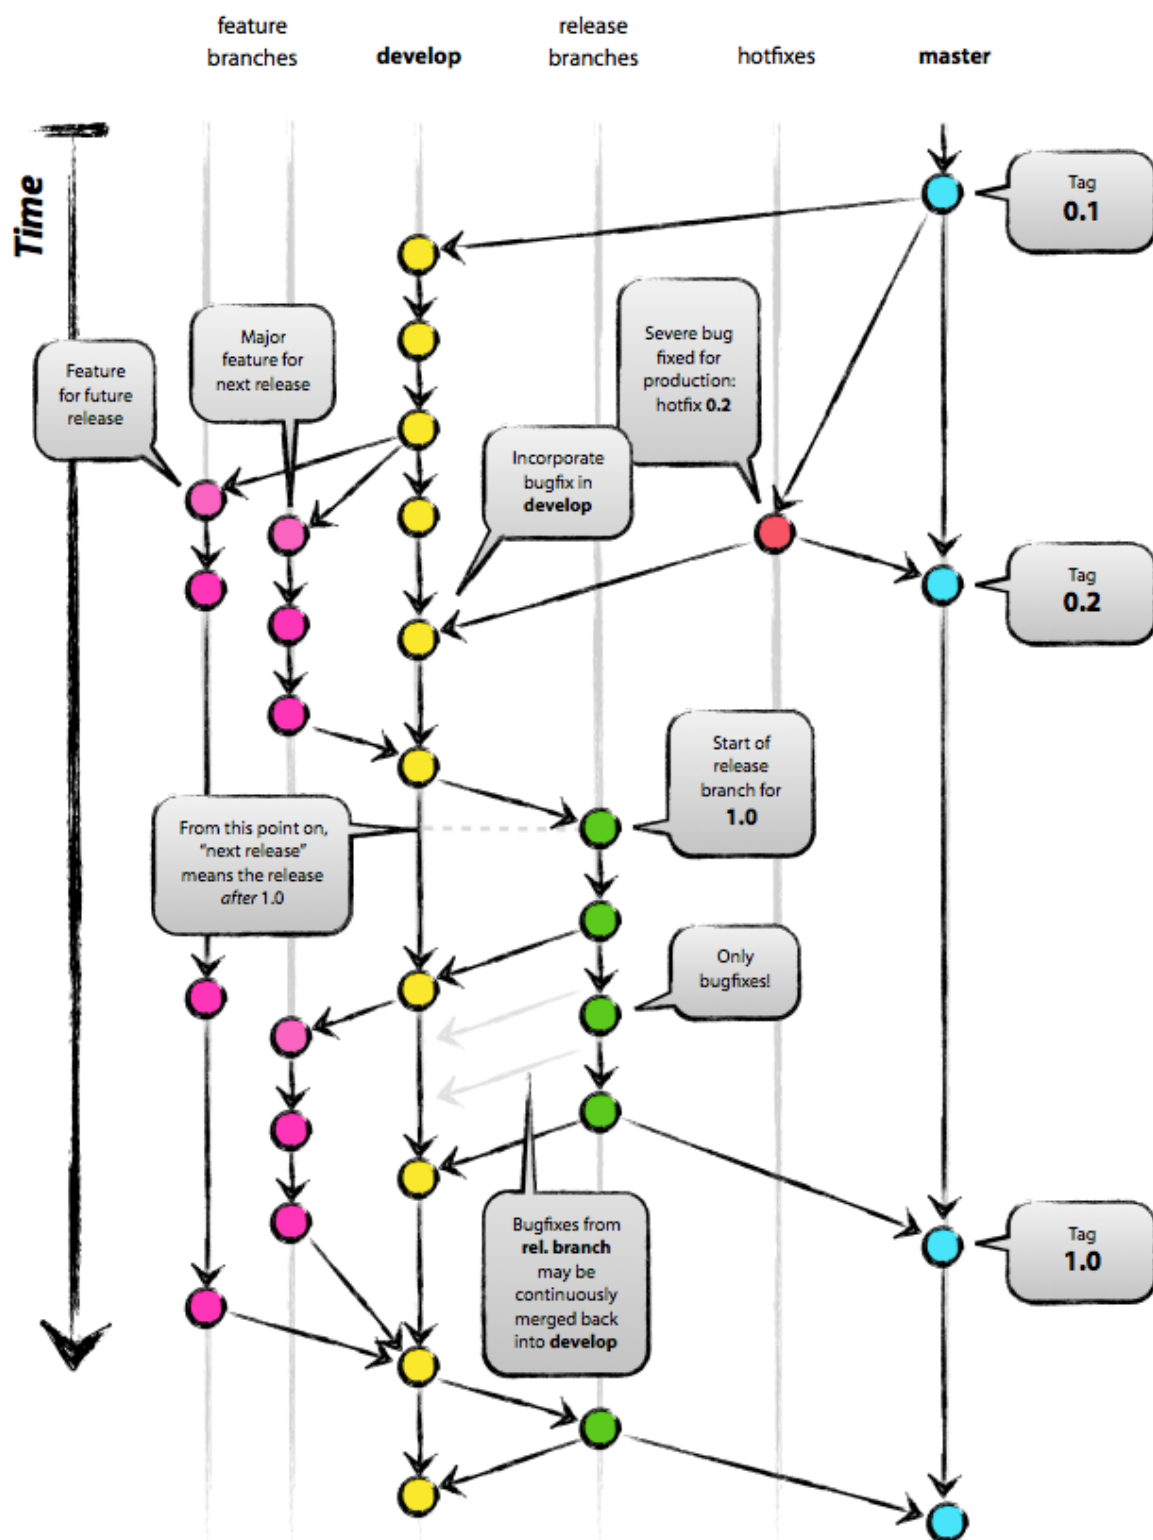 feature
branches
develop
release
branches
hotfixes
master
Time
Tag
0.1
Major
feature for
next release
Feature
for future
release
Severe bug
fixed for
production:
hotfix 0.2
Incorporate
bugfix in
develop
Tag
0.2
Start of
release
branch for
1.0
From this point on,
“next release”
means the release
after 1.0
Only
bugfixes!
Bugfixes from
rel. branch
may be
continuously
merged back
into develop
Tag
1.0